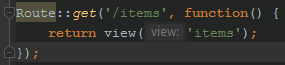 Route::get('/items', function() {
return view( view: 'items');
});